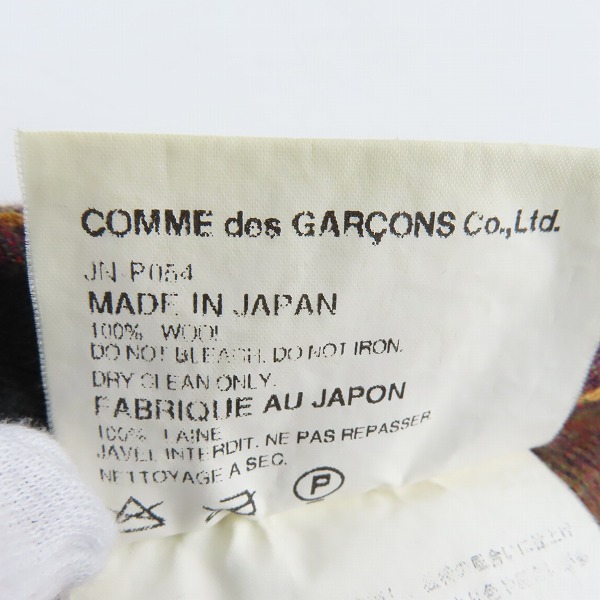 COMME des GARÇONS Co.,Ltd.
JN-P054
MADE IN JAPAN
100% WOOL
DO NOT BLEACH. DO NOT IRON.
DRY CLEAN ONLY.
FABRIQUE AU JAPON
100% LAINE
JAVEL INTERDIT. NE PAS REPASSER
NETTOYAGE A SEC.
P